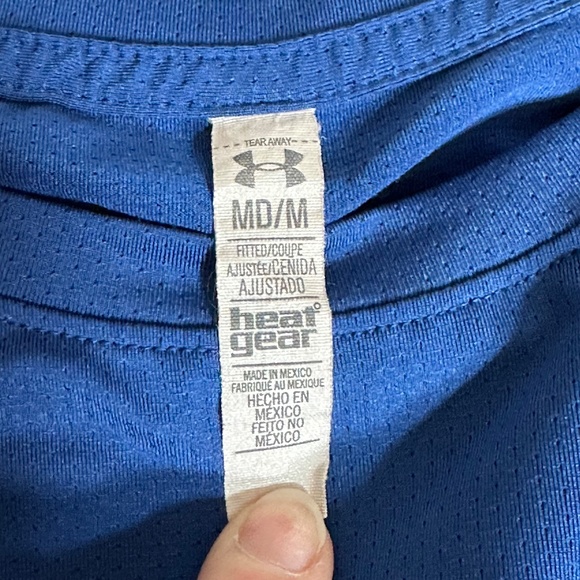 TEAR AWAY
MD/M
FITTED/COUPE
AJUSTÉE/CENIDA
AJUSTADO
heat
gear
MADE IN MEXICO
FABRIQUÉ AU MEXIQUE
HECHO EN
MÉXICO
FEITO NO
MÉXICO